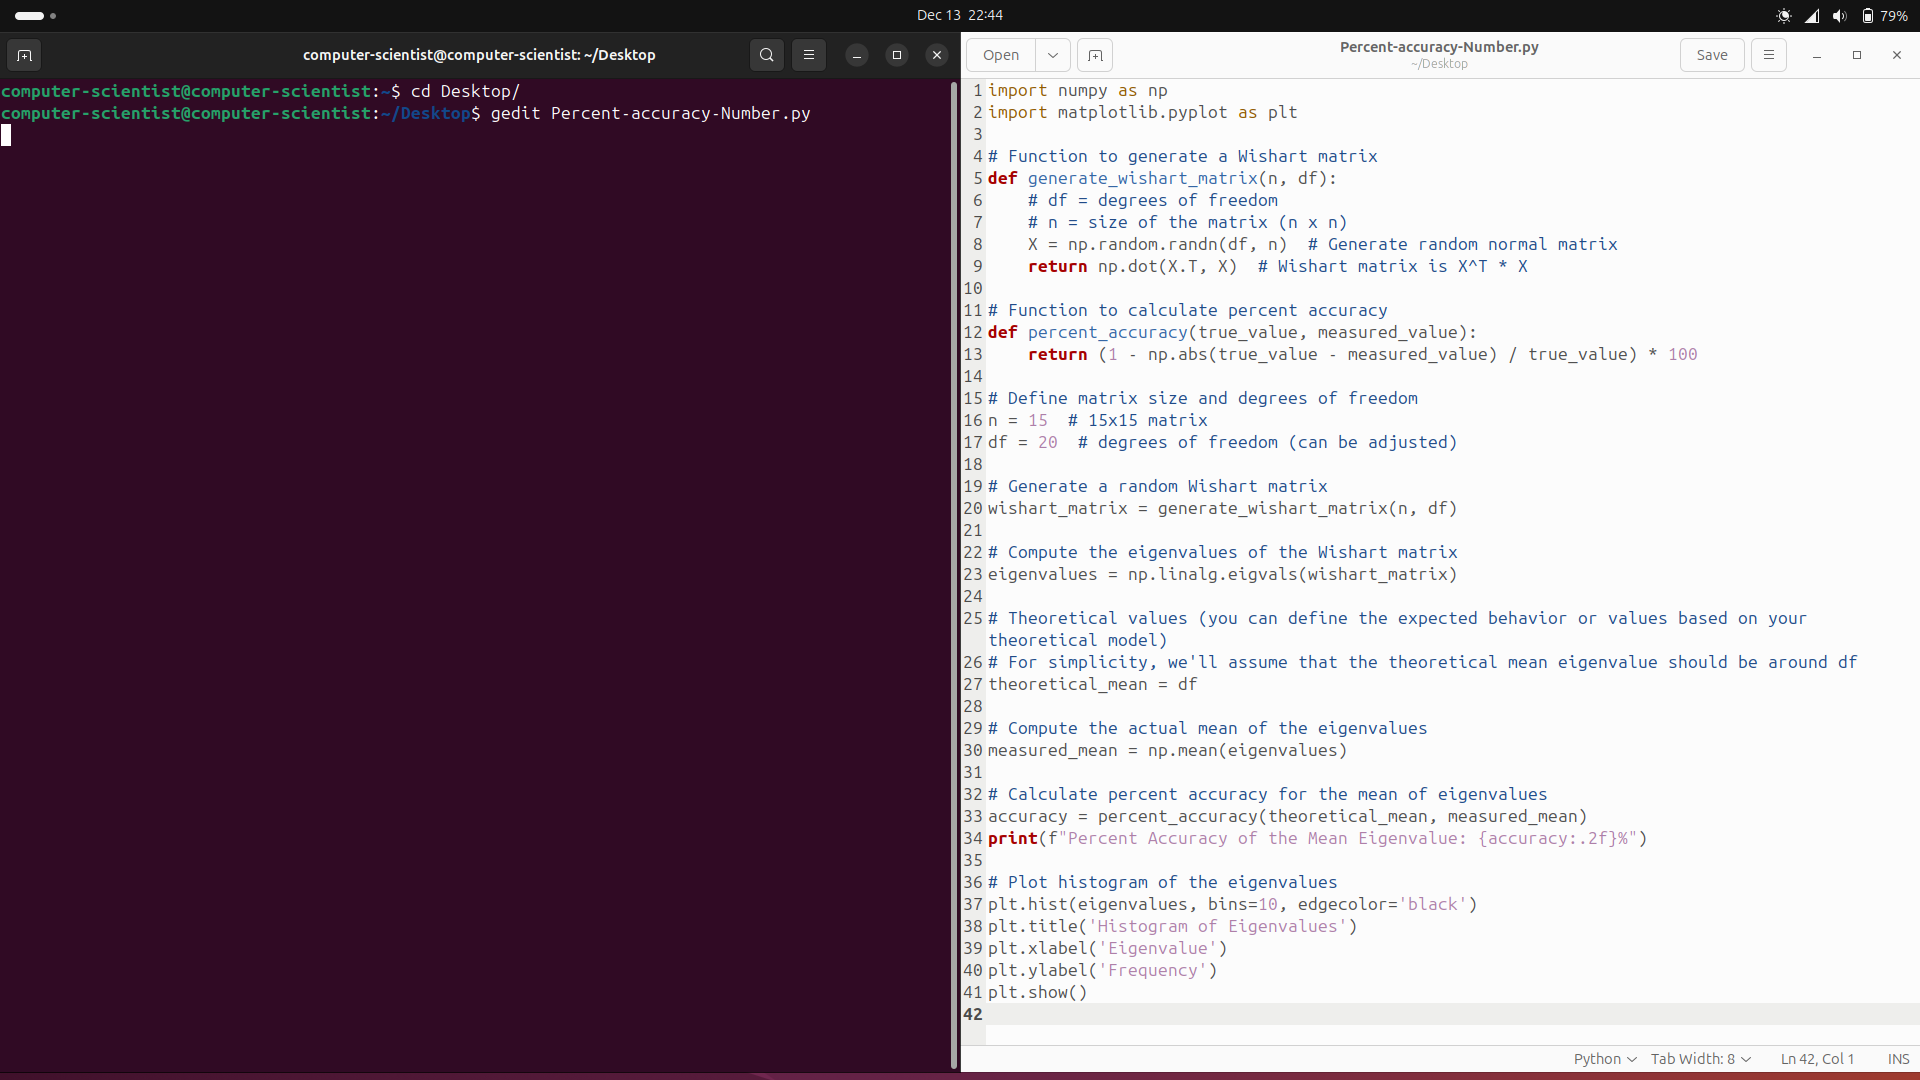 Dec 13 22:44
79%
computer-scientist@computer-scientist: ~/Desktop
computer-scientist@computer-scientist:~$ cd Desktop/
computer-scientist@computer-scientist:~/Desktop$ gedit Percent-accuracy-Number.py
Open
Percent-accuracy-Number.py
~/Desktop
Save
1 import numpy as np
2 import matplotlib.pyplot as plt
3
4 # Function to generate a Wishart matrix
5 def generate_wishart_matrix(n, df):
6     # df = degrees of freedom
7     # n = size of the matrix (n x n)
8     X = np.random.randn(df, n)  # Generate random normal matrix
9     return np.dot(X.T, X)  # Wishart matrix is X^T * X
10
11 # Function to calculate percent accuracy
12 def percent_accuracy(true_value, measured_value):
13     return (1 - np.abs(true_value - measured_value) / true_value) * 100
14
15 # Define matrix size and degrees of freedom
16 n = 15  # 15x15 matrix
17 df = 20  # degrees of freedom (can be adjusted)
18
19 # Generate a random Wishart matrix
20 wishart_matrix = generate_wishart_matrix(n, df)
21
22 # Compute the eigenvalues of the Wishart matrix
23 eigenvalues = np.linalg.eigvals(wishart_matrix)
24
25 # Theoretical values (you can define the expected behavior or values based on your
theoretical model)
26 # For simplicity, we'll assume that the theoretical mean eigenvalue should be around df
27 theoretical_mean = df
28
29 # Compute the actual mean of the eigenvalues
30 measured_mean = np.mean(eigenvalues)
31
32 # Calculate percent accuracy for the mean of eigenvalues
33 accuracy = percent_accuracy(theoretical_mean, measured_mean)
34 print(f"Percent Accuracy of the Mean Eigenvalue: {accuracy:.2f}%")
35
36 # Plot histogram of the eigenvalues
37 plt.hist(eigenvalues, bins=10, edgecolor='black')
38 plt.title('Histogram of Eigenvalues')
39 plt.xlabel('Eigenvalue')
40 plt.ylabel('Frequency')
41 plt.show()
42
Python Tab Width: 8 Ln 42, Col 1 INS